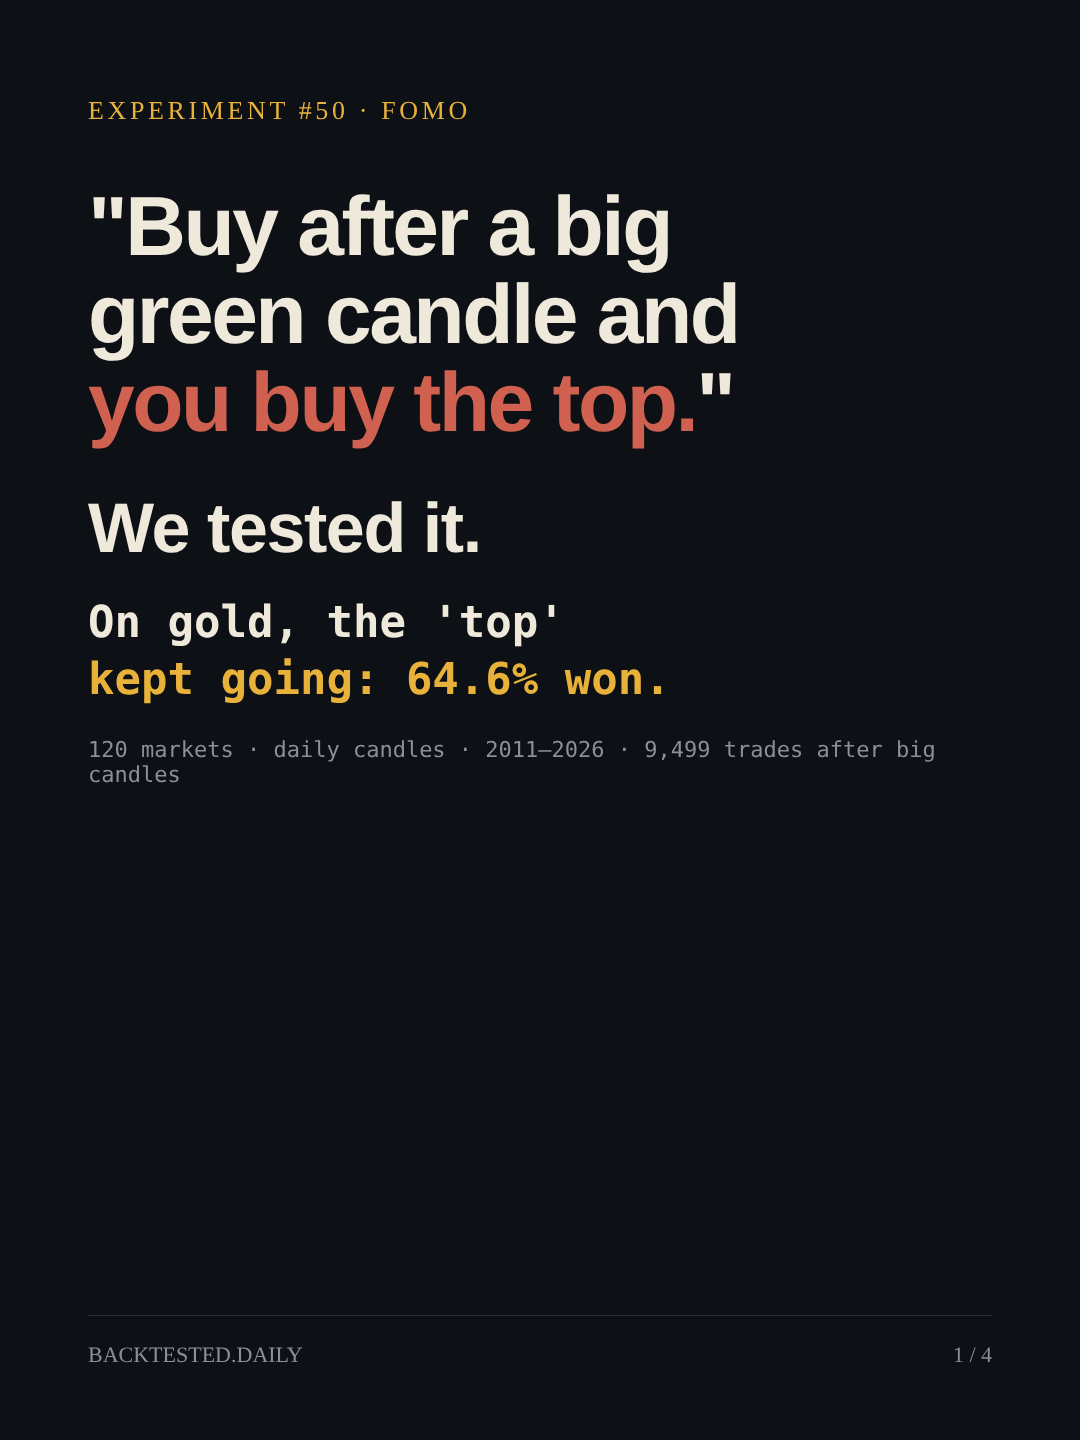 EXPERIMENT #50 · FOMO
"Buy after a big
green candle and
you buy the top."
We tested it.
On gold, the 'top'
kept going: 64.6% won.
120 markets · daily candles · 2011–2026 · 9,499 trades after big
candles
BACKTESTED.DAILY
1 / 4